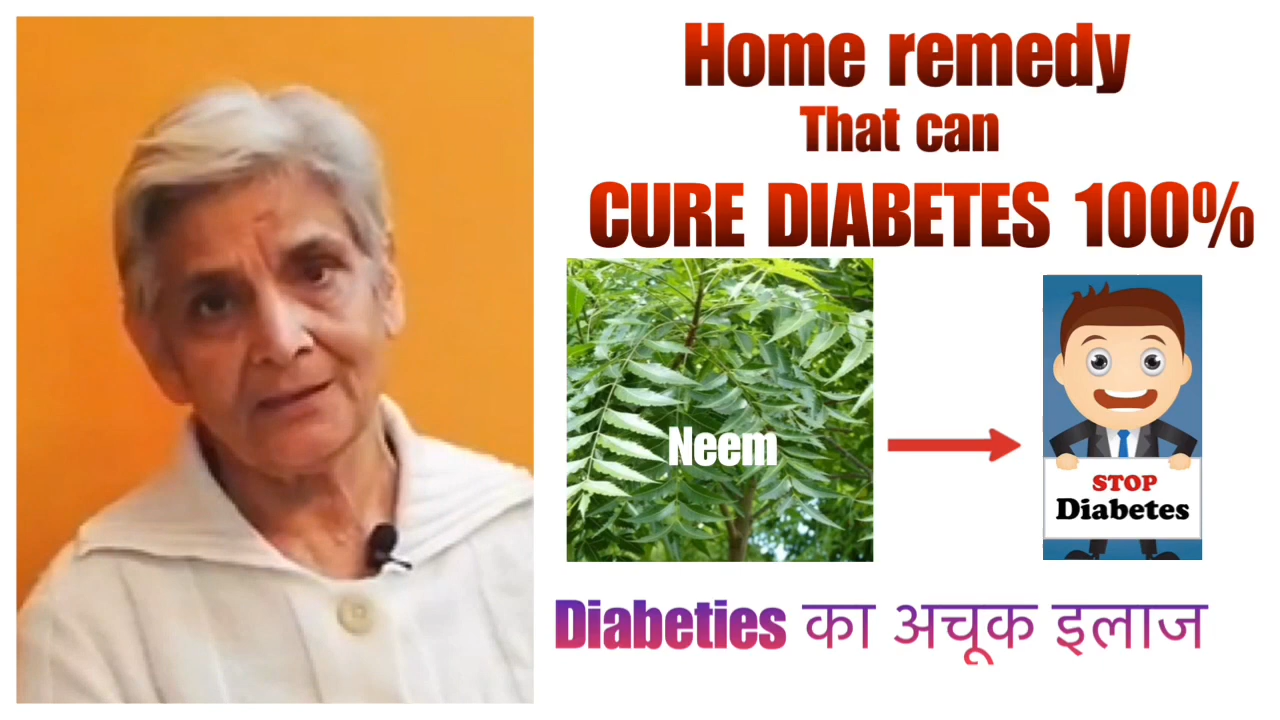 Home remedy
That can
CURE DIABETES 100%
Neem
STOP
Diabetes
Diabeties का अचूक इलाज